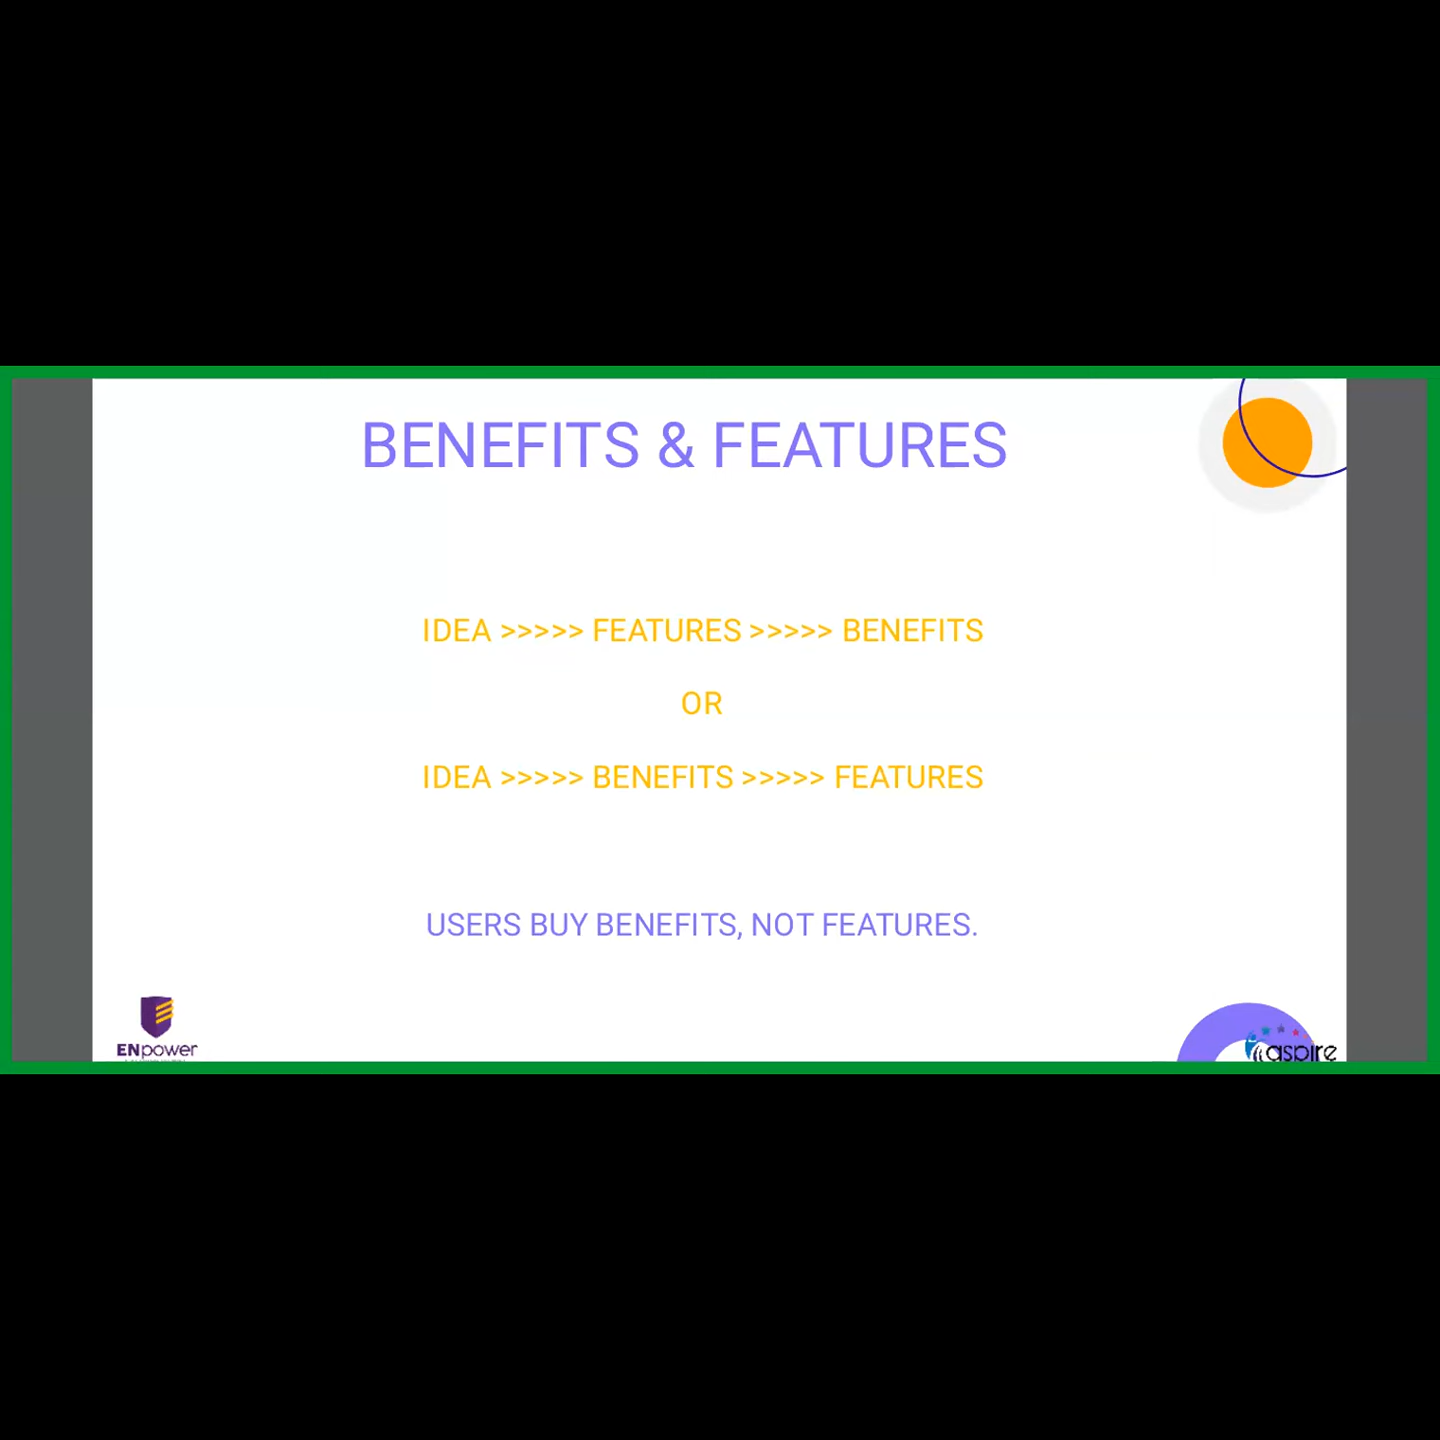 BENEFITS & FEATURES
IDEA >>>>> FEATURES >>>>> BENEFITS
OR
IDEA >>>>> BENEFITS >>>>> FEATURES
USERS BUY BENEFITS, NOT FEATURES.
ENpower
aspire